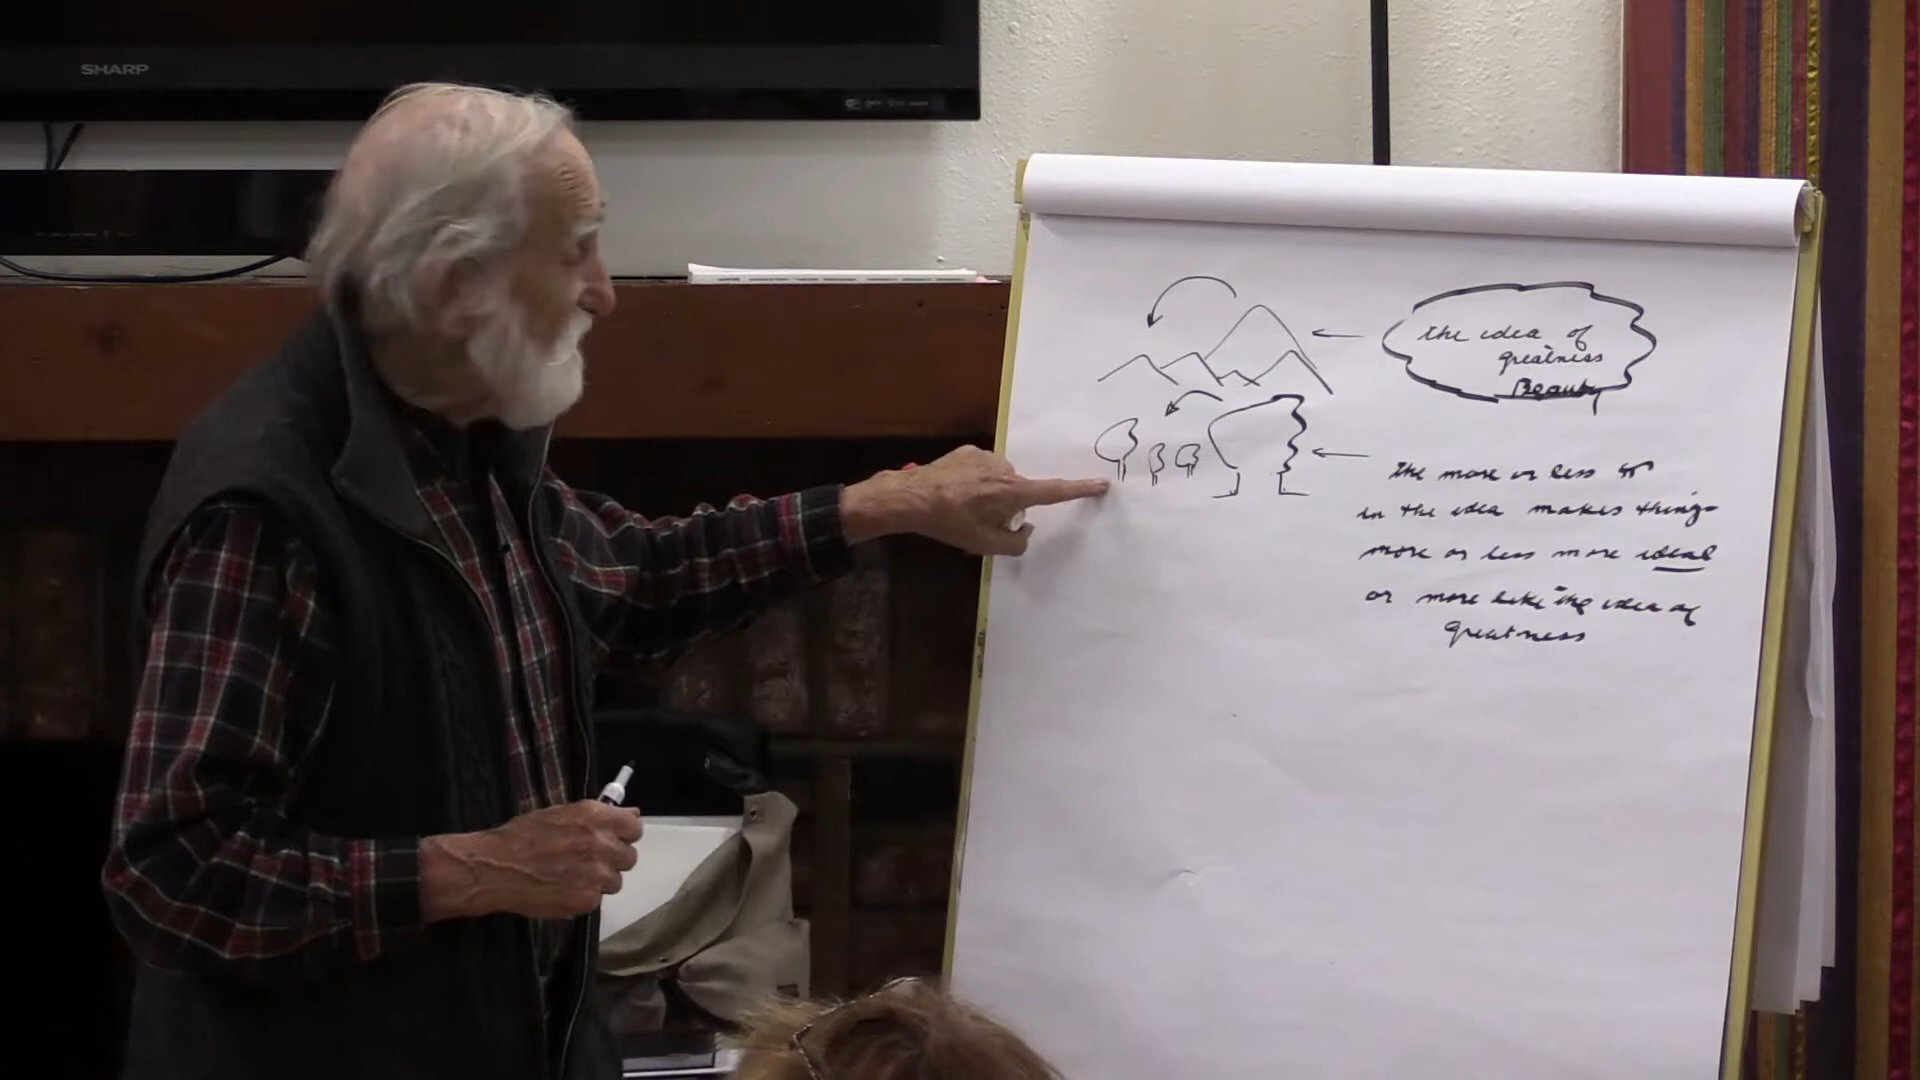 SHARP
the idea of
greatness
Beauty
the more or less
in the idea makes things
more or less more ideal
or more like the idea of
greatness